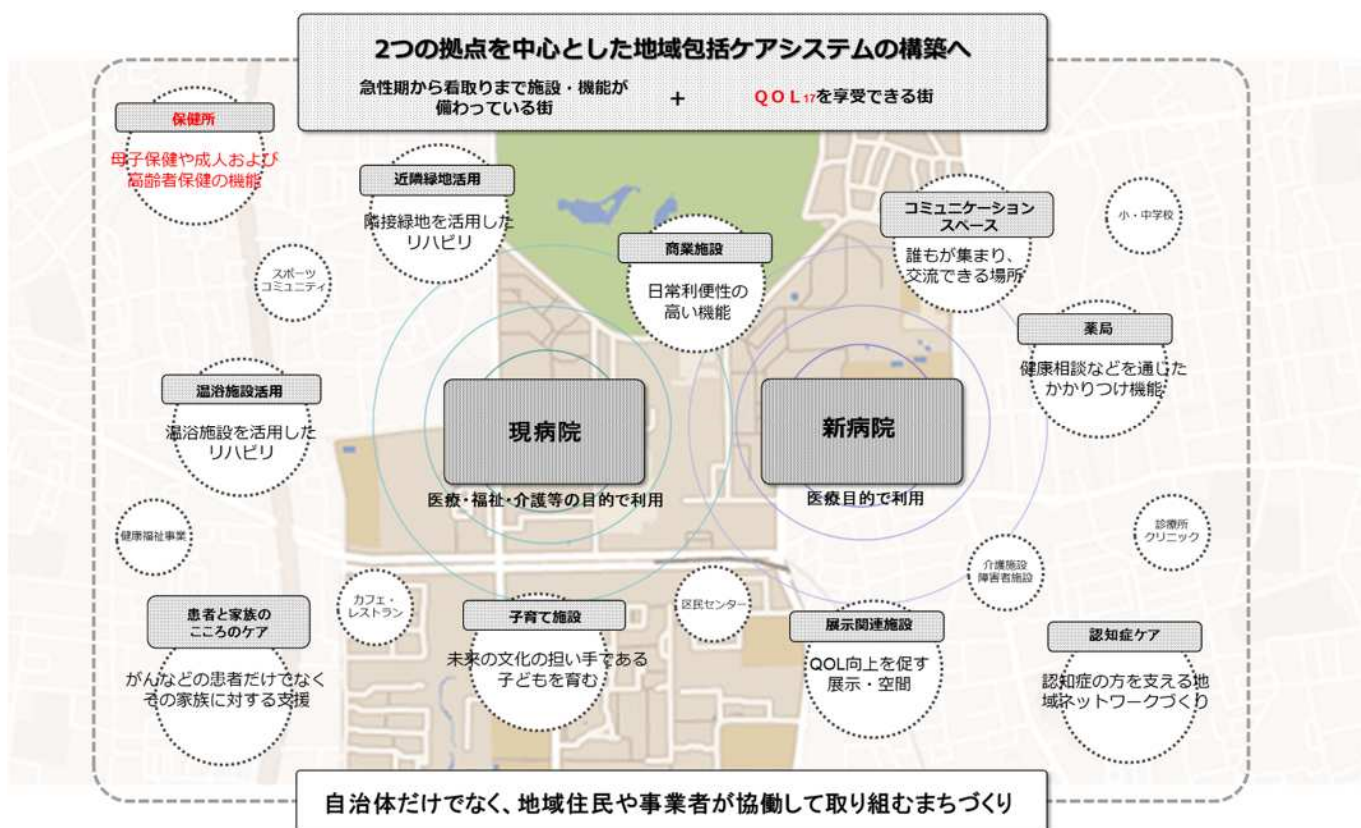 2つの拠点を中心とした地域包括ケアシステムの構築へ
急性期から看取りまで施設・機能が
備わっている街
+
QOL17を享受できる街
保健所
母子保健や成人および
高齢者保健の機能
近隣緑地活用
隣接緑地を活用した
リハビリ
コミュニケーション
スペース
誰もが集まり、
交流できる場所
小・中学校
商業施設
日常利便性の
高い機能
スポーツ
コミュニティ
薬局
健康相談などを通じた
かかりつけ機能
温浴施設活用
温浴施設を活用した
リハビリ
現病院
医療・福祉・介護等の目的で利用
新病院
医療目的で利用
健康福祉事業
診療所
クリニック
介護施設
障害者施設
カフェ・
レストラン
区民センター
患者と家族の
こころのケア
がんなどの患者だけでなく
その家族に対する支援
子育て施設
未来の文化の担い手である
子どもを育む
展示関連施設
QOL向上を促す
展示・空間
認知症ケア
認知症の方を支える地
域ネットワークづくり
自治体だけでなく、地域住民や事業者が協働して取り組むまちづくり